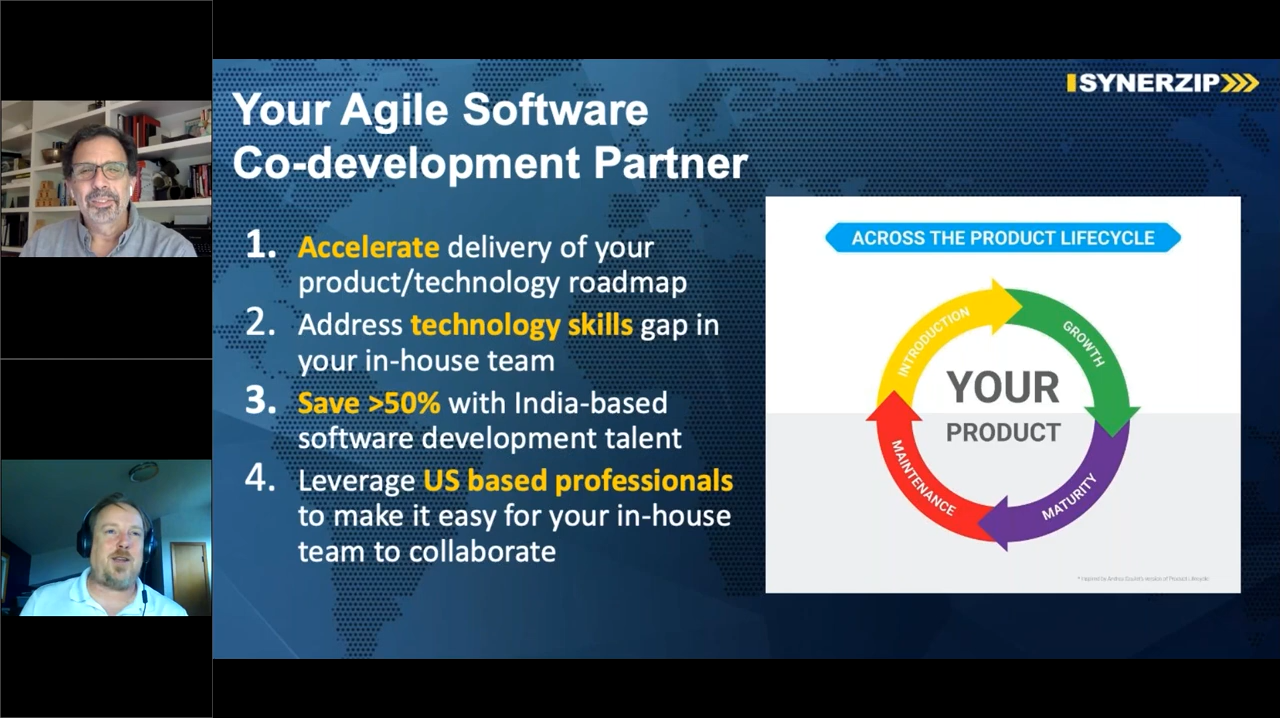 SYNERZIP
Your Agile Software
Co-development Partner
1. Accelerate delivery of your
product/technology roadmap
2. Address technology skills gap in
your in-house team
3. Save >50% with India-based
software development talent
4. Leverage US based professionals
to make it easy for your in-house
team to collaborate
ACROSS THE PRODUCT LIFECYCLE
INTRODUCTION
GROWTH
YOUR
PRODUCT
MAINTENANCE
MATURITY